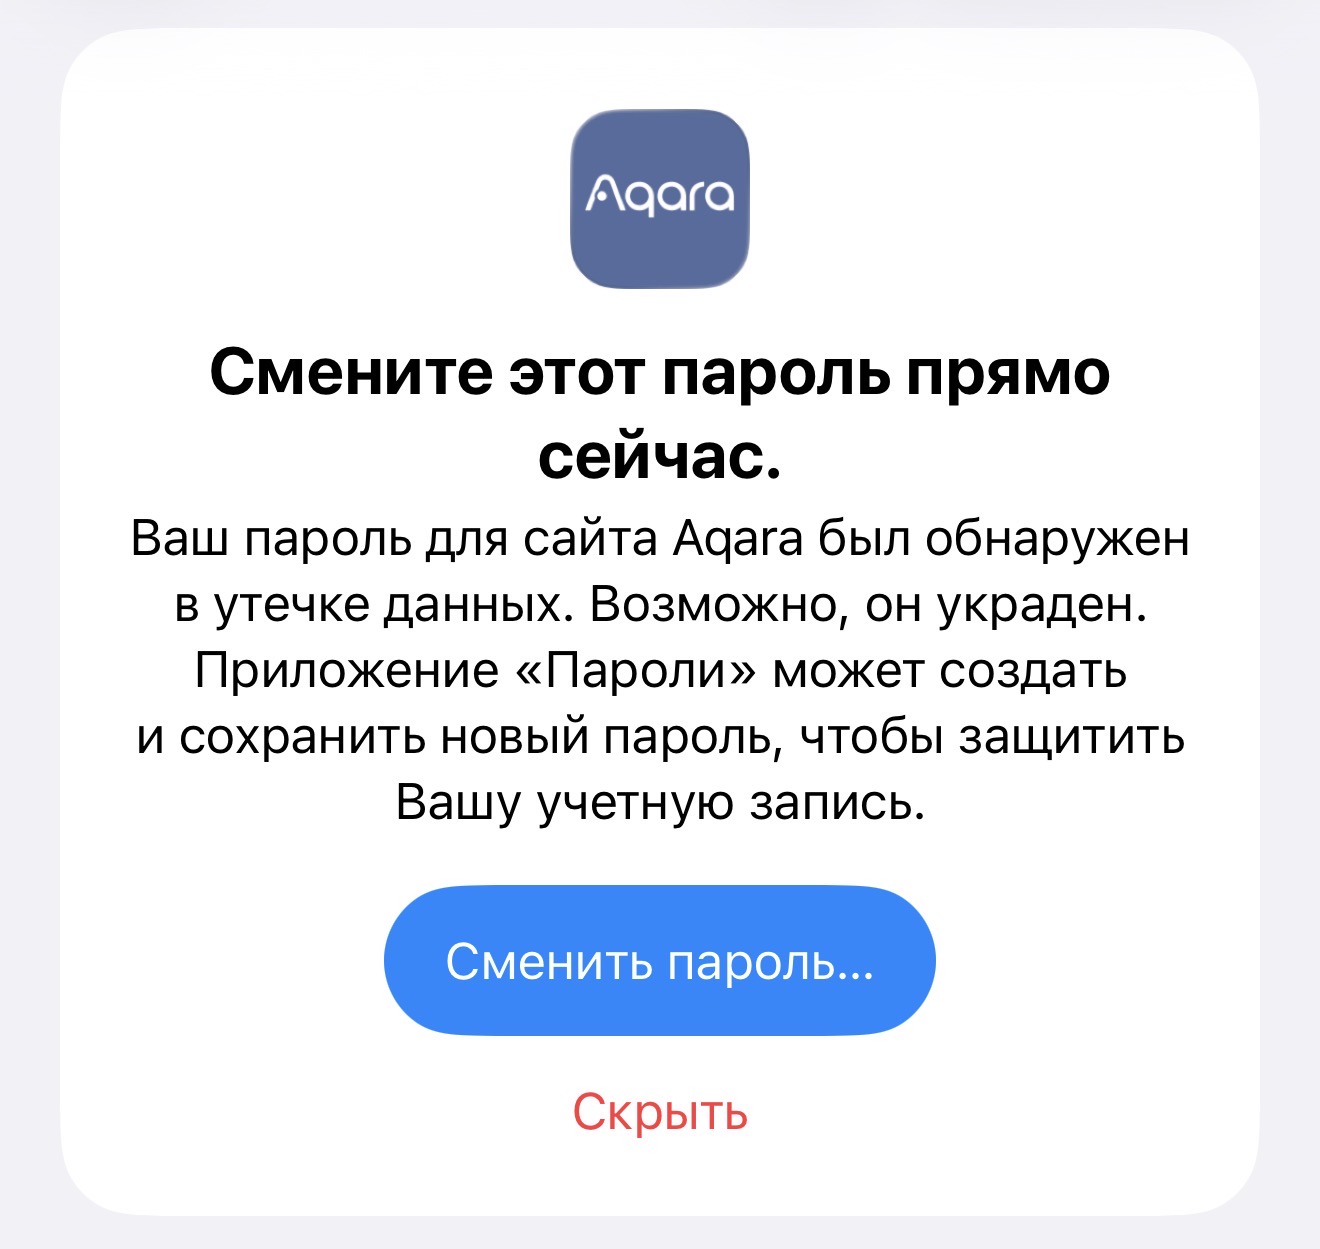 Aqara
Смените этот пароль прямо
сейчас.
Ваш пароль для сайта Aqara был обнаружен
в утечке данных. Возможно, он украден.
Приложение «Пароли» может создать
и сохранить новый пароль, чтобы защитить
Вашу учетную запись.
Сменить пароль...
Скрыть